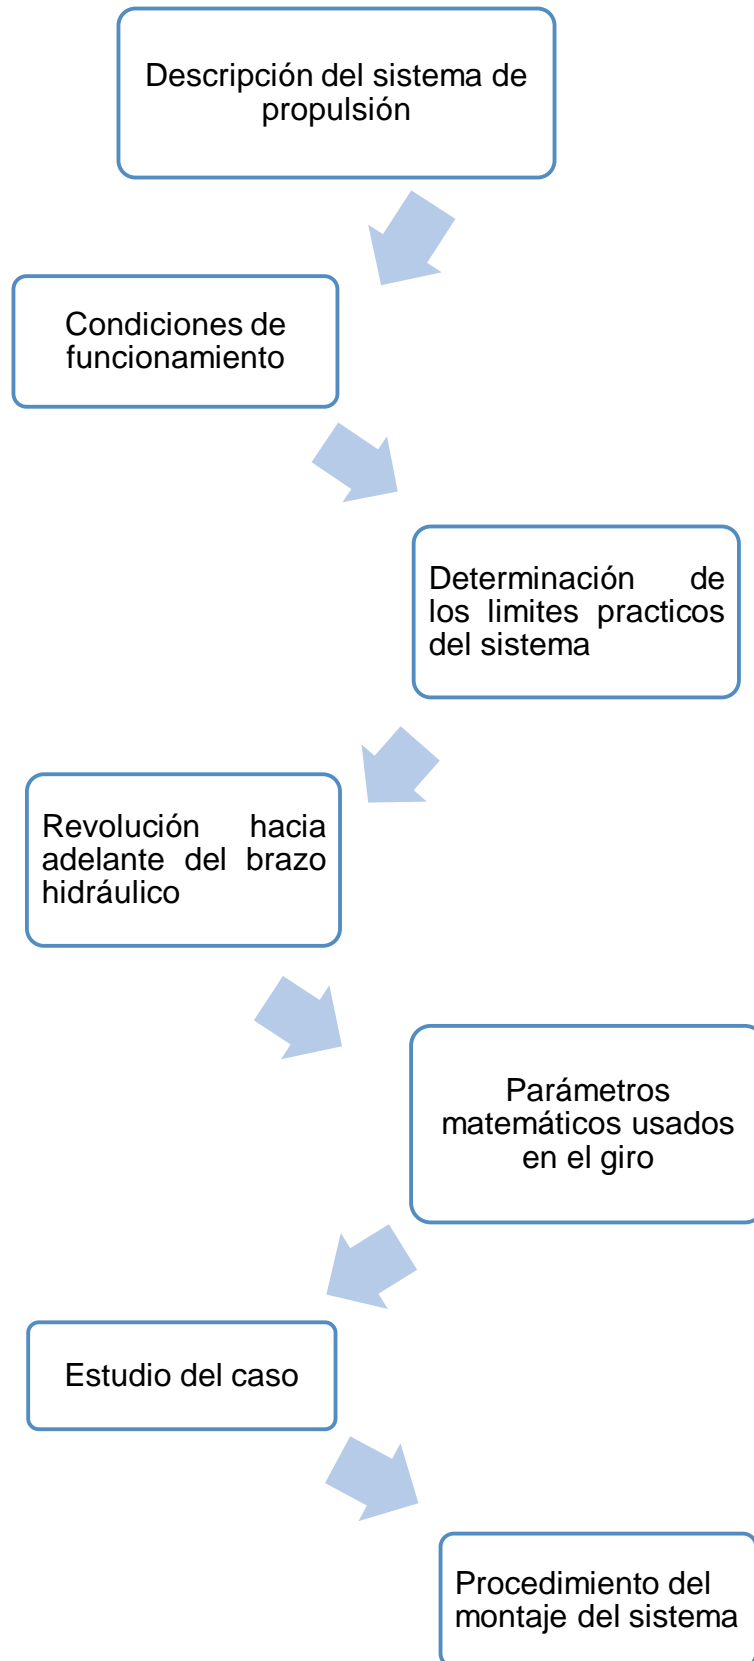 Descripción del sistema de
propulsión
Condiciones de
funcionamiento
Determinación de
los limites practicos
del sistema
Revolución hacia
adelante del brazo
hidráulico
Parámetros
matemáticos usados
en el giro
Estudio del caso
Procedimiento del
montaje del sistema